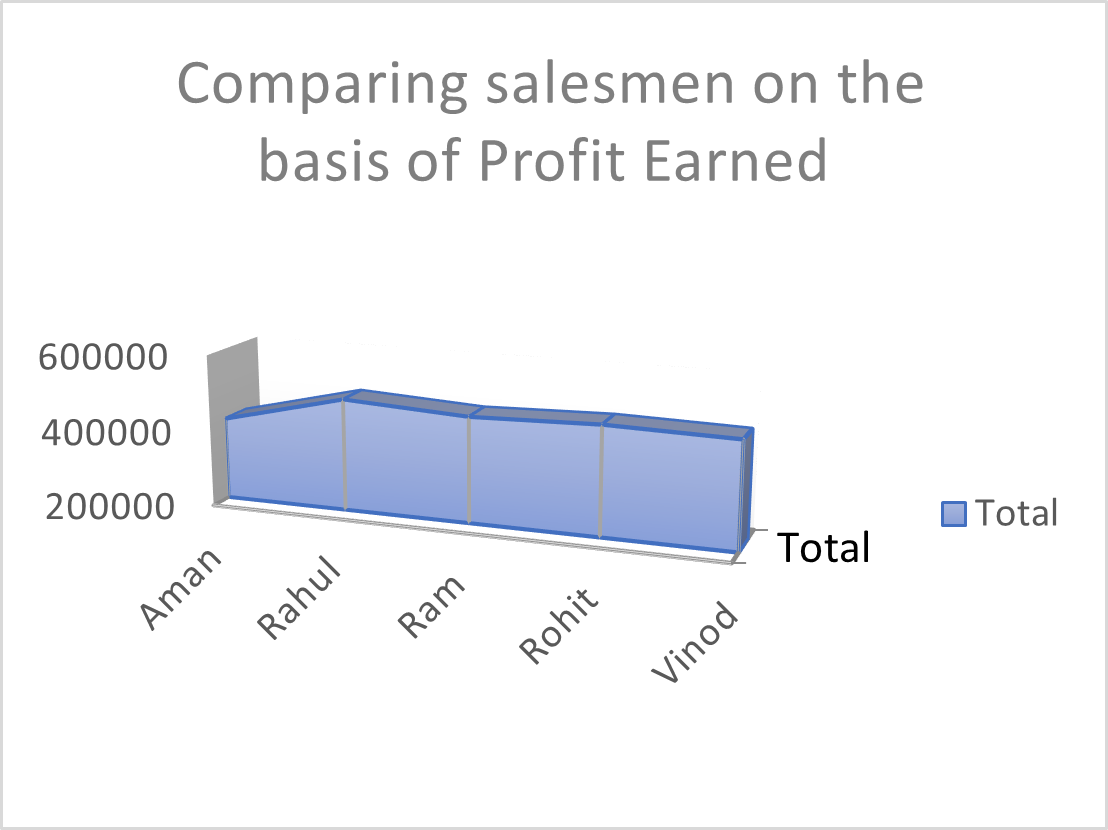 Comparing salesmen on the
basis of Profit Earned
600000
400000
200000
Aman
Rahul
Ram
Rohit
Vinod
Total
Total